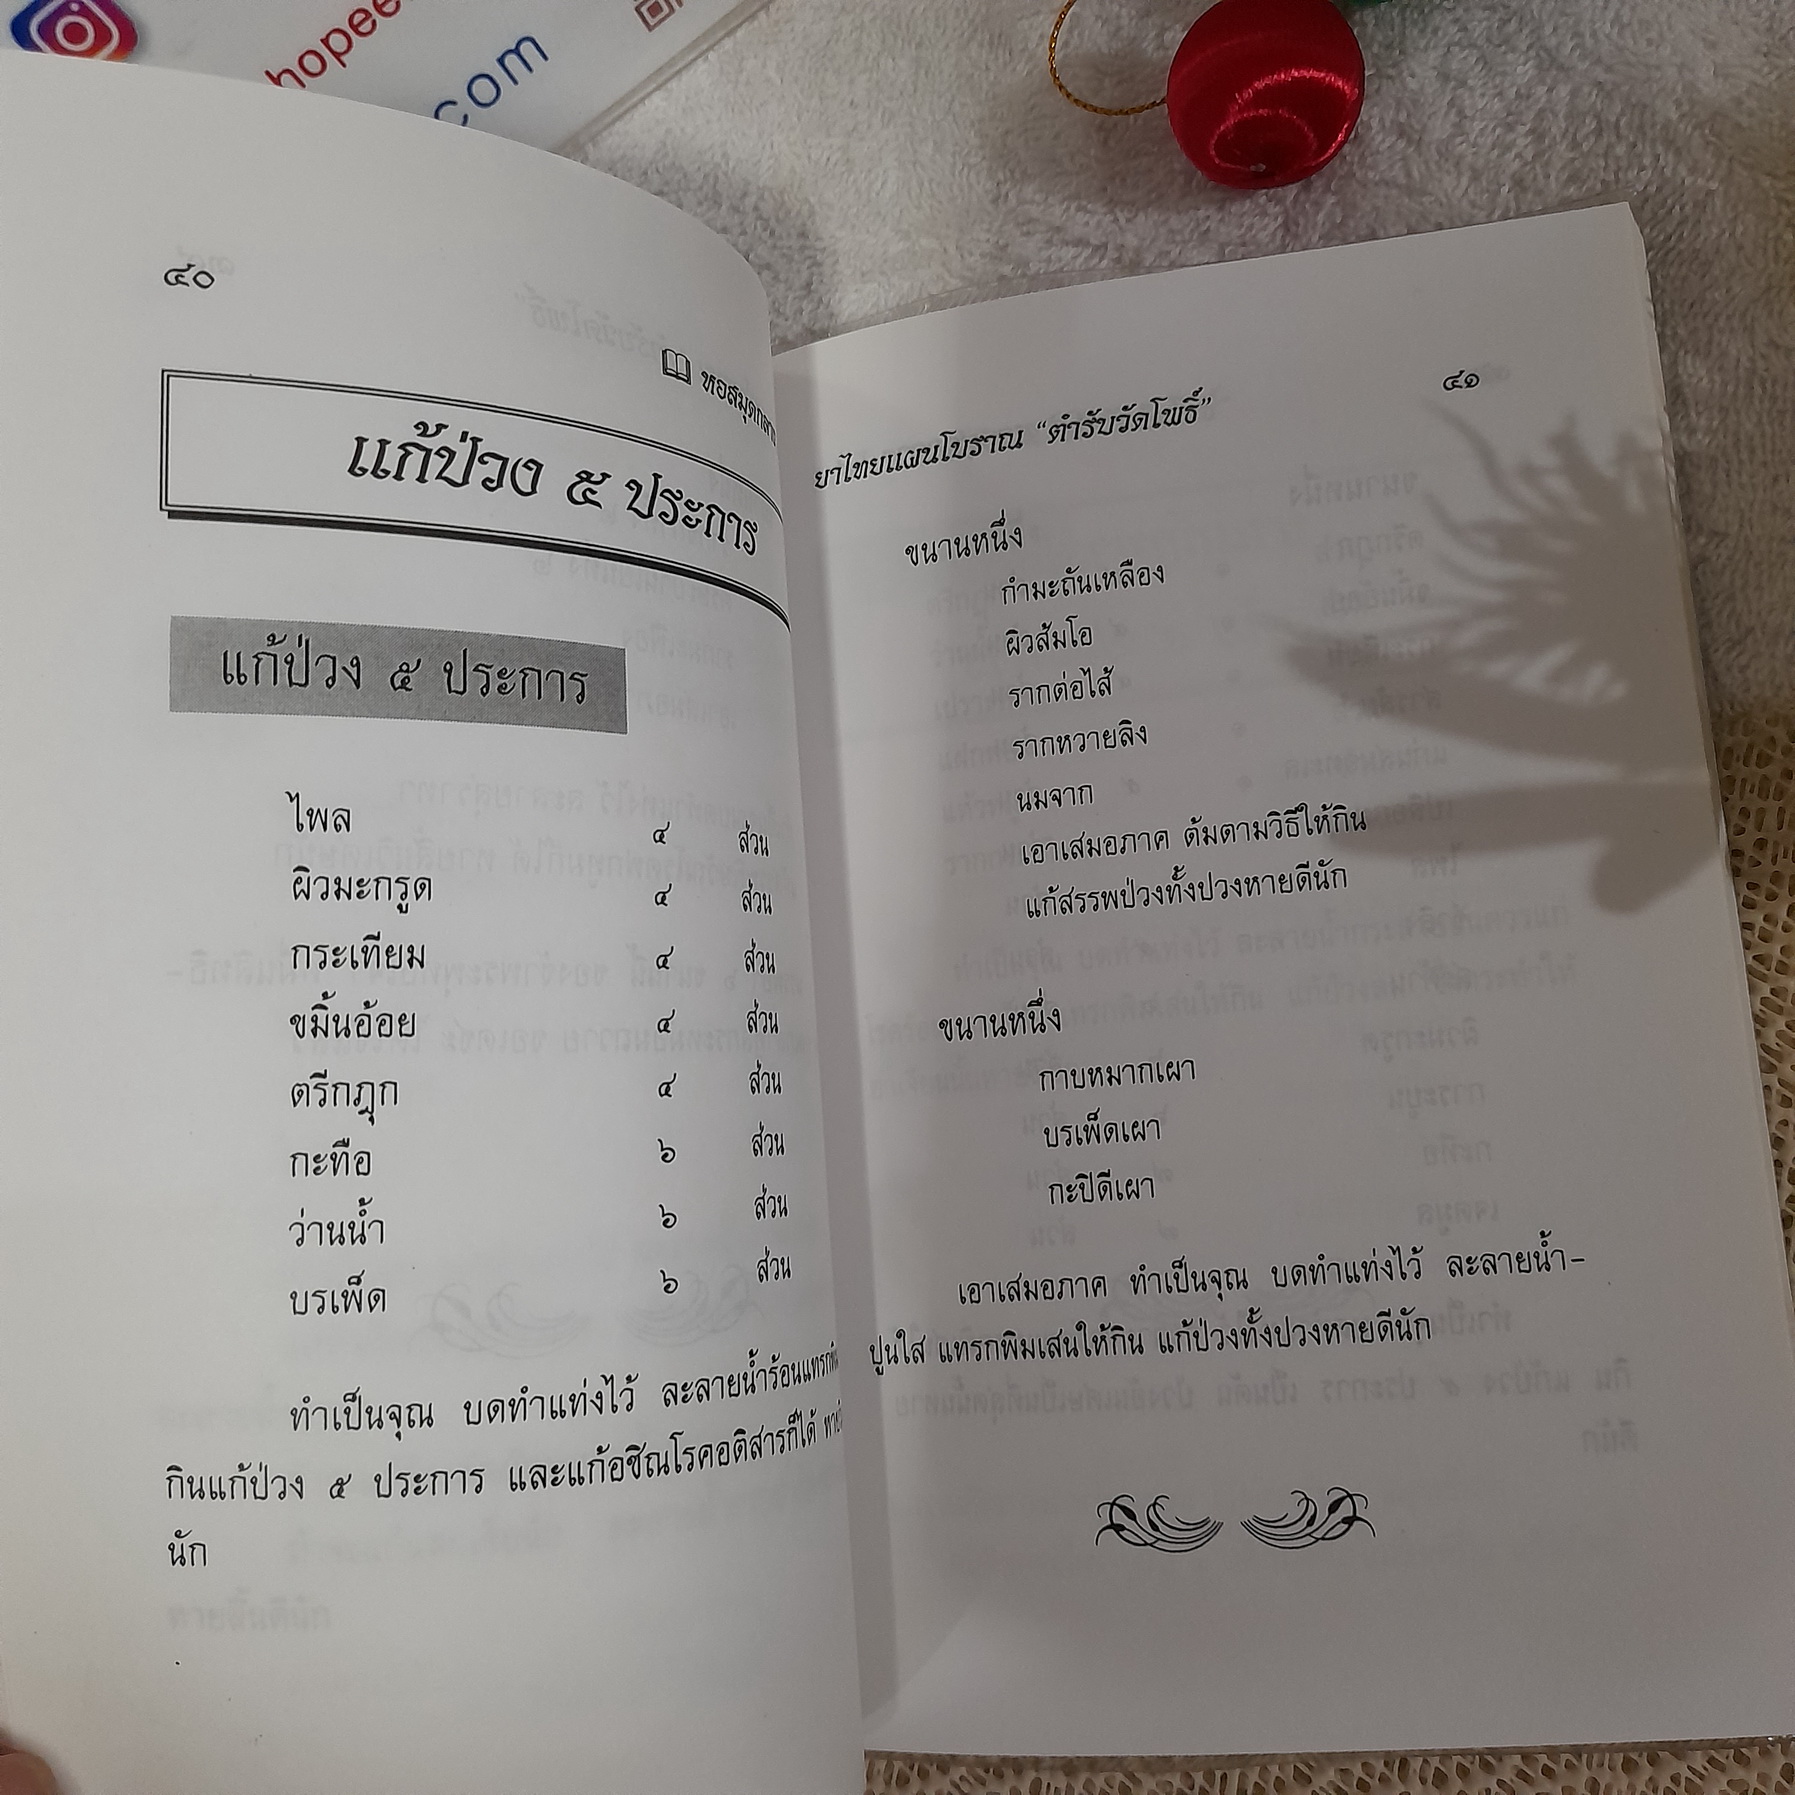 hopee
.com
๔๐
หอสมุดกลาง
แก้ป่วง ๕ ประการ
แก้ป่วง ๕ ประการ
ไพล ๔ ส่วน
ผิวมะกรูด ๔ ส่วน
กระเทียม ๔ ส่วน
ขมิ้นอ้อย ๔ ส่วน
ตรีกฎุก ๔ ส่วน
กะทือ ๖ ส่วน
ว่านน้ำ ๖ ส่วน
บรเพ็ด ๖ ส่วน
ทำเป็นจุณ บดทำแท่งไว้ ละลายน้ำร้อนแทรก
กินแก้ป่วง ๕ ประการ และแก้อชิณโรคอติสารก็ได้
นัก
๔๑
ยาไทยแผนโบราณ “ตำรับวัดโพธิ์”
ขนานหนึ่ง
กำมะถันเหลือง
ผิวส้มโอ
รากต่อไส้
รากหวายลิง
นมจาก
เอาเสมอภาค ต้มตามวิธีให้กิน
แก้สรรพป่วงทั้งปวงหายดีนัก
ขนานหนึ่ง
กาบหมากเผา
บรเพ็ดเผา
กะปิดีเผา
เอาเสมอภาค ทำเป็นจุณ บดทำแท่งไว้ ละลายน้ำ-
ปูนใส แทรกพิมเสนให้กิน แก้ป่วงทั้งปวงหายดีนัก